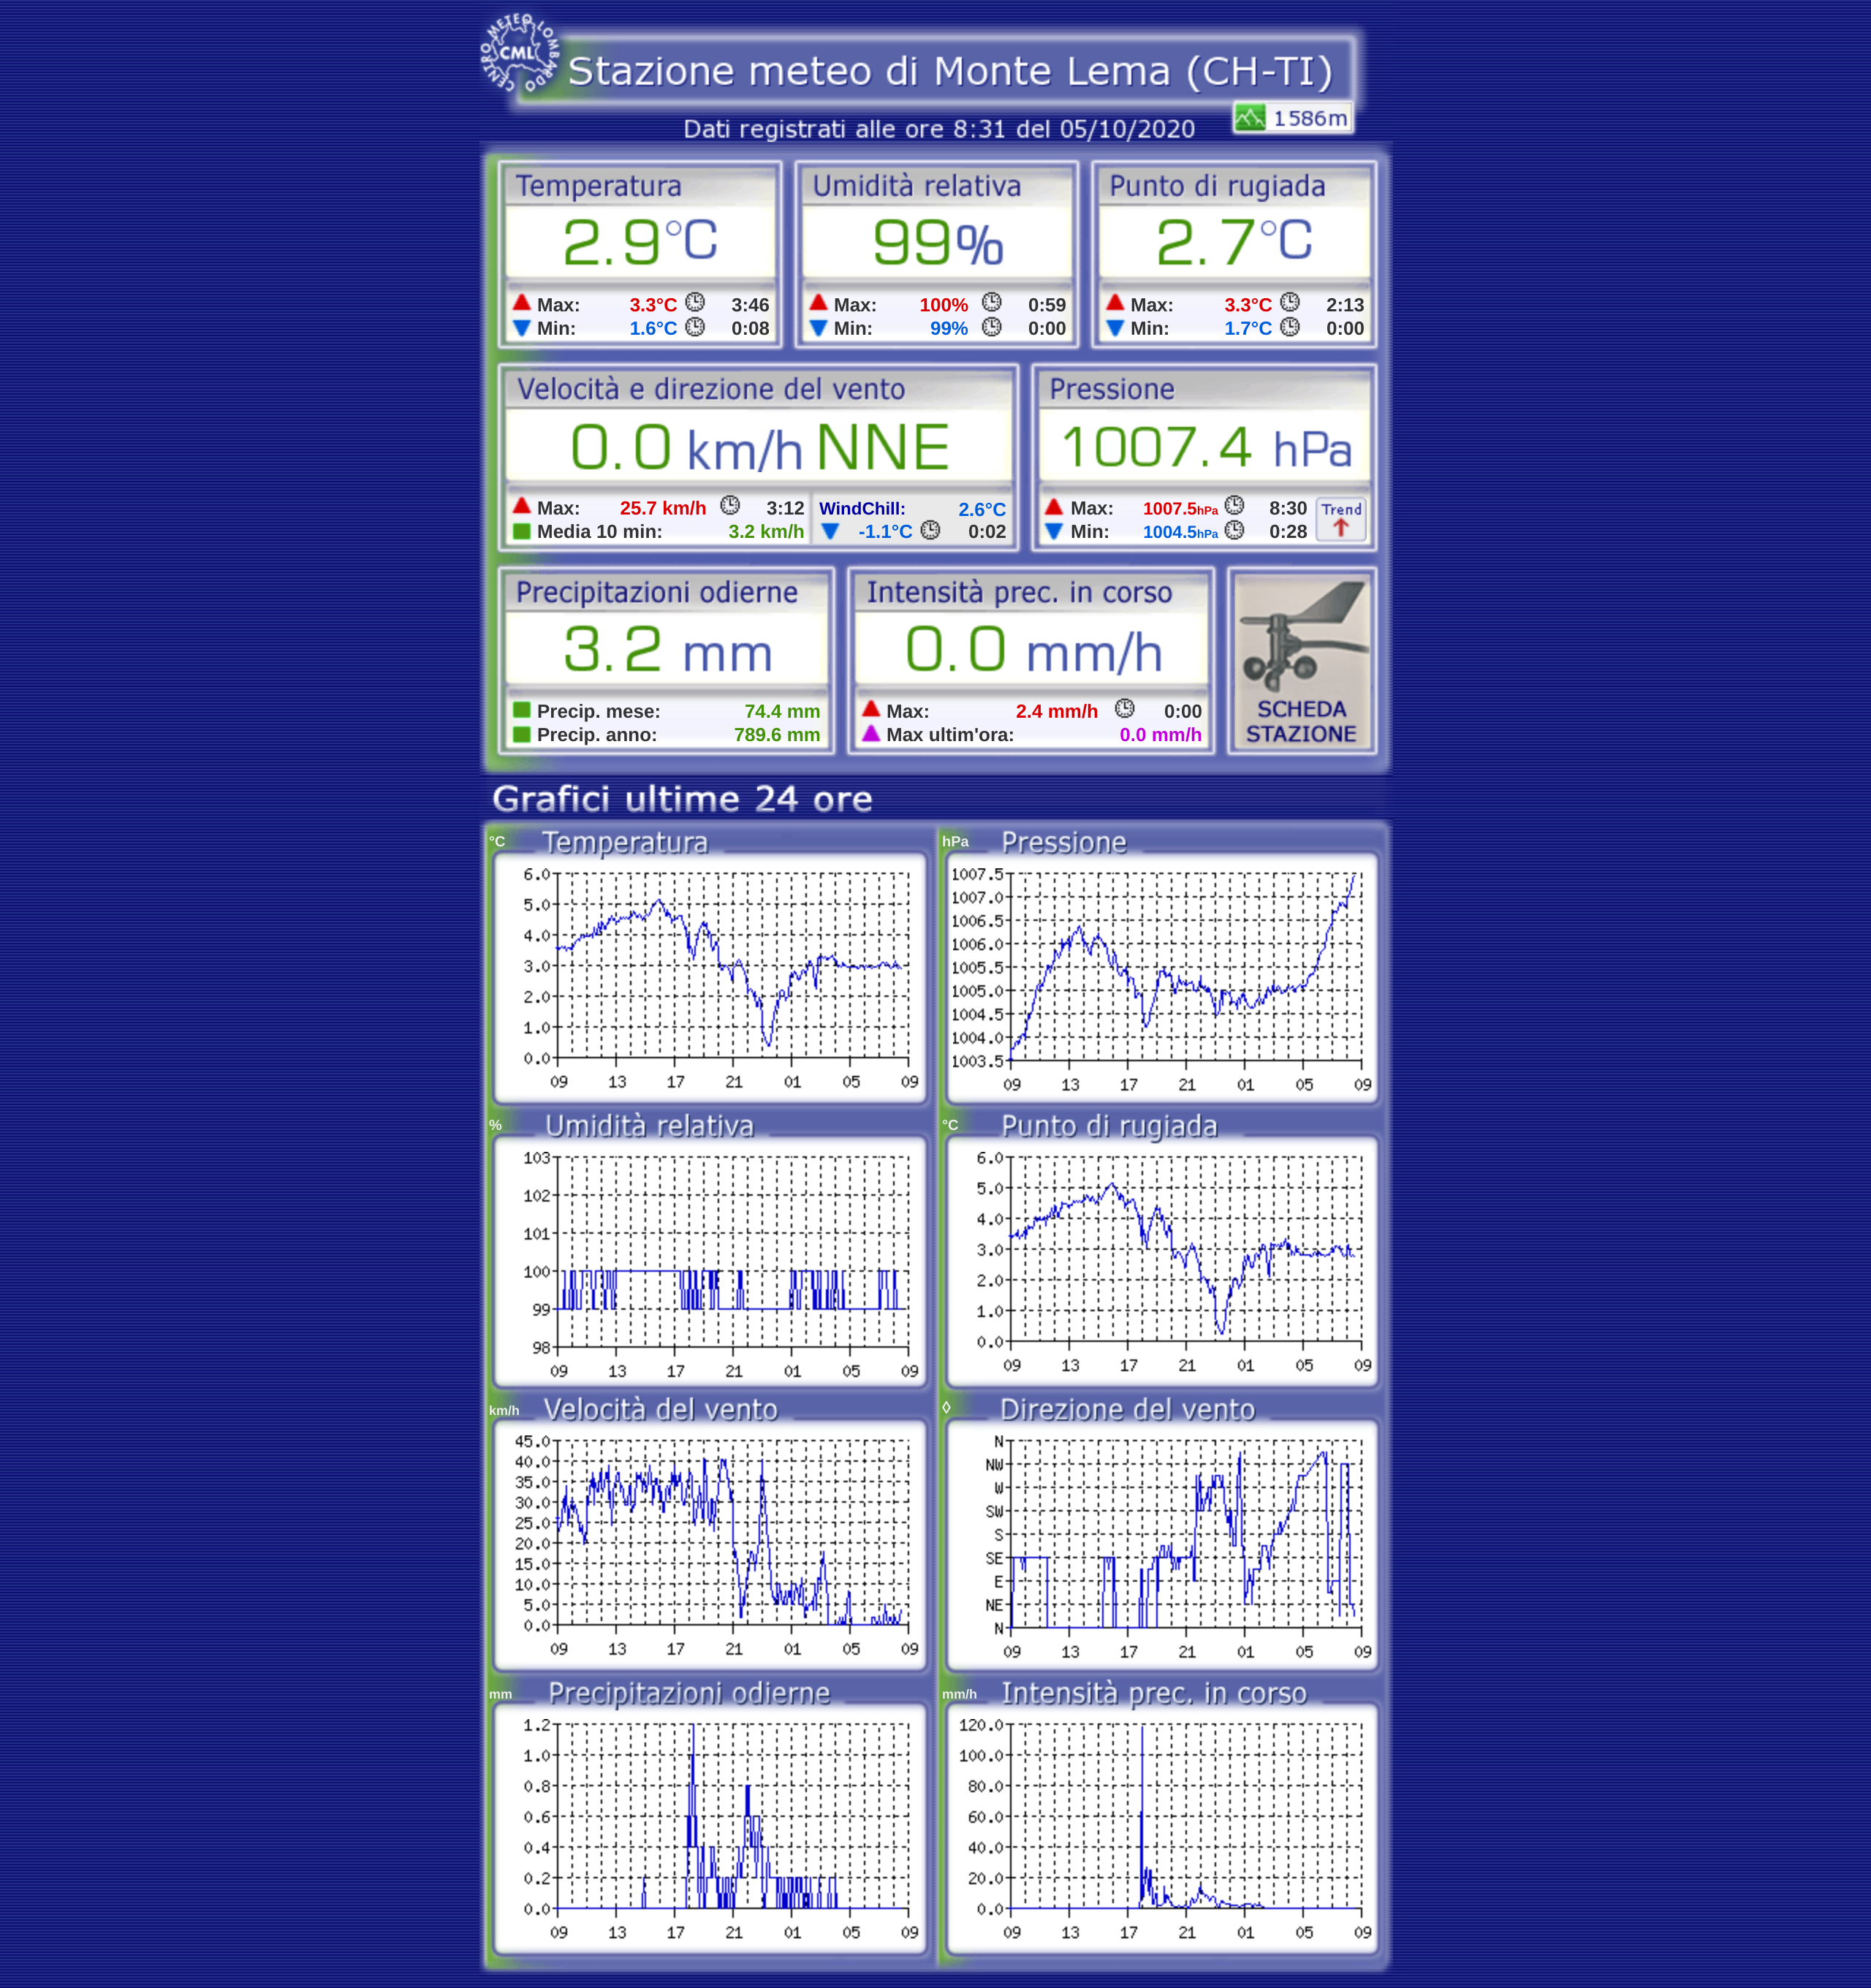 CENTRO METEO LOMBARDO
CML
Stazione meteo di Monte Lema (CH-TI)
1586m
Dati registrati alle ore 8:31 del 05/10/2020
Temperatura Umidità relativa Punto di rugiada
2.9°C 99% 2.7°C
Max: 3.3°C 3:46 Max: 100% 0:59 Max: 3.3°C 2:13
Min: 1.6°C 0:08 Min: 99% 0:00 Min: 1.7°C 0:00
Velocità e direzione del vento Pressione
0.0 km/h NNE 1007.4 hPa
Max: 25.7 km/h 3:12 WindChill: 2.6°C Max: 1007.5hPa 8:30 Trend
Media 10 min: 3.2 km/h -1.1°C 0:02 Min: 1004.5hPa 0:28
Precipitazioni odierne Intensità prec. in corso
3.2 mm 0.0 mm/h
Precip. mese: 74.4 mm Max: 2.4 mm/h 0:00 SCHEDA
Precip. anno: 789.6 mm Max ultim'ora: 0.0 mm/h STAZIONE
Grafici ultime 24 ore
°C Temperatura
6.0
5.0
4.0
3.0
2.0
1.0
0.0
09 13 17 21 01 05 09
hPa Pressione
1007.5
1007.0
1006.5
1006.0
1005.5
1005.0
1004.5
1004.0
1003.5
09 13 17 21 01 05 09
% Umidità relativa
103
102
101
100
99
98
09 13 17 21 01 05 09
°C Punto di rugiada
6.0
5.0
4.0
3.0
2.0
1.0
0.0
09 13 17 21 01 05 09
km/h Velocità del vento
45.0
40.0
35.0
30.0
25.0
20.0
15.0
10.0
5.0
0.0
09 13 17 21 01 05 09
◊ Direzione del vento
N
NW
W
SW
S
SE
E
NE
N
09 13 17 21 01 05 09
mm Precipitazioni odierne
1.2
1.0
0.8
0.6
0.4
0.2
0.0
09 13 17 21 01 05 09
mm/h Intensità prec. in corso
120.0
100.0
80.0
60.0
40.0
20.0
0.0
09 13 17 21 01 05 09